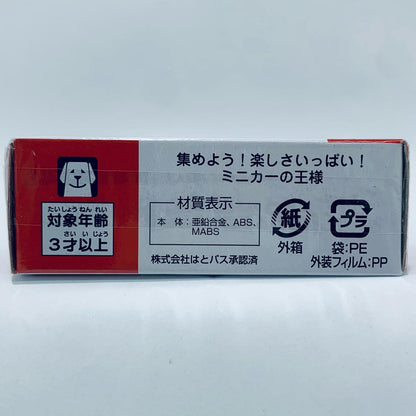 集めよう！楽しさいっぱい！
ミニカーの王様
たいしょうねんれい
対象年齢
さい いじょう
3才以上
材質表示
本　体：亜鉛合金、ABS、
MABS
株式会社はとバス承認済
紙
外箱
プラ
袋：PE
外装フィルム：PP